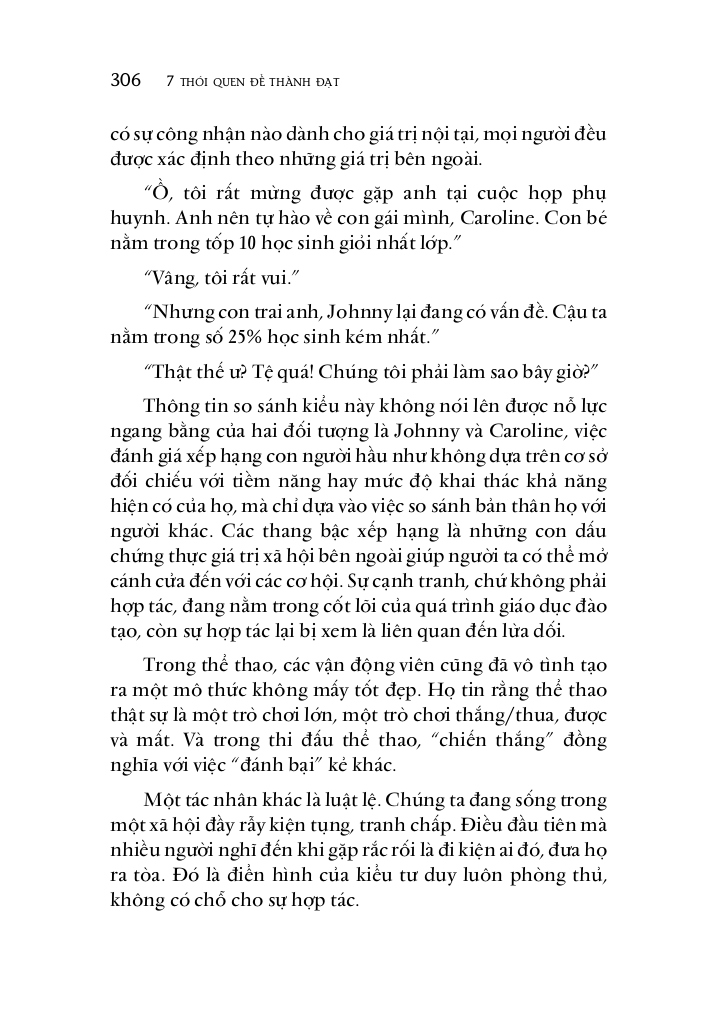 306 7 THÓI QUEN ĐỂ THÀNH ĐẠT
có sự công nhận nào dành cho giá trị nội tại, mọi người đều
được xác định theo những giá trị bên ngoài.
“Ồ, tôi rất mừng được gặp anh tại cuộc họp phụ
huynh. Anh nên tự hào về con gái mình, Caroline. Con bé
nằm trong tốp 10 học sinh giỏi nhất lớp.”
“Vâng, tôi rất vui.”
“Nhưng con trai anh, Johnny lại đang có vấn đề. Cậu ta
nằm trong số 25% học sinh kém nhất.”
“Thật thế ư? Tệ quá! Chúng tôi phải làm sao bây giờ?”
Thông tin so sánh kiểu này không nói lên được nỗ lực
ngang bằng của hai đối tượng là Johnny và Caroline, việc
đánh giá xếp hạng con người hầu như không dựa trên cơ sở
đối chiếu với tiềm năng hay mức độ khai thác khả năng
hiện có của họ, mà chỉ dựa vào việc so sánh bản thân họ với
người khác. Các thang bậc xếp hạng là những con dấu
chứng thực giá trị xã hội bên ngoài giúp người ta có thể mở
cánh cửa đến với các cơ hội. Sự cạnh tranh, chứ không phải
hợp tác, đang nằm trong cốt lõi của quá trình giáo dục đào
tạo, còn sự hợp tác lại bị xem là liên quan đến lừa dối.
Trong thể thao, các vận động viên cũng đã vô tình tạo
ra một mô thức không mấy tốt đẹp. Họ tin rằng thể thao
thật sự là một trò chơi lớn, một trò chơi thắng/thua, được
và mất. Và trong thi đấu thể thao, “chiến thắng” đồng
nghĩa với việc “đánh bại” kẻ khác.
Một tác nhân khác là luật lệ. Chúng ta đang sống trong
một xã hội đầy rẫy kiện tụng, tranh chấp. Điều đầu tiên mà
nhiều người nghĩ đến khi gặp rắc rối là đi kiện ai đó, đưa họ
ra tòa. Đó là điển hình của kiểu tư duy luôn phòng thủ,
không có chỗ cho sự hợp tác.